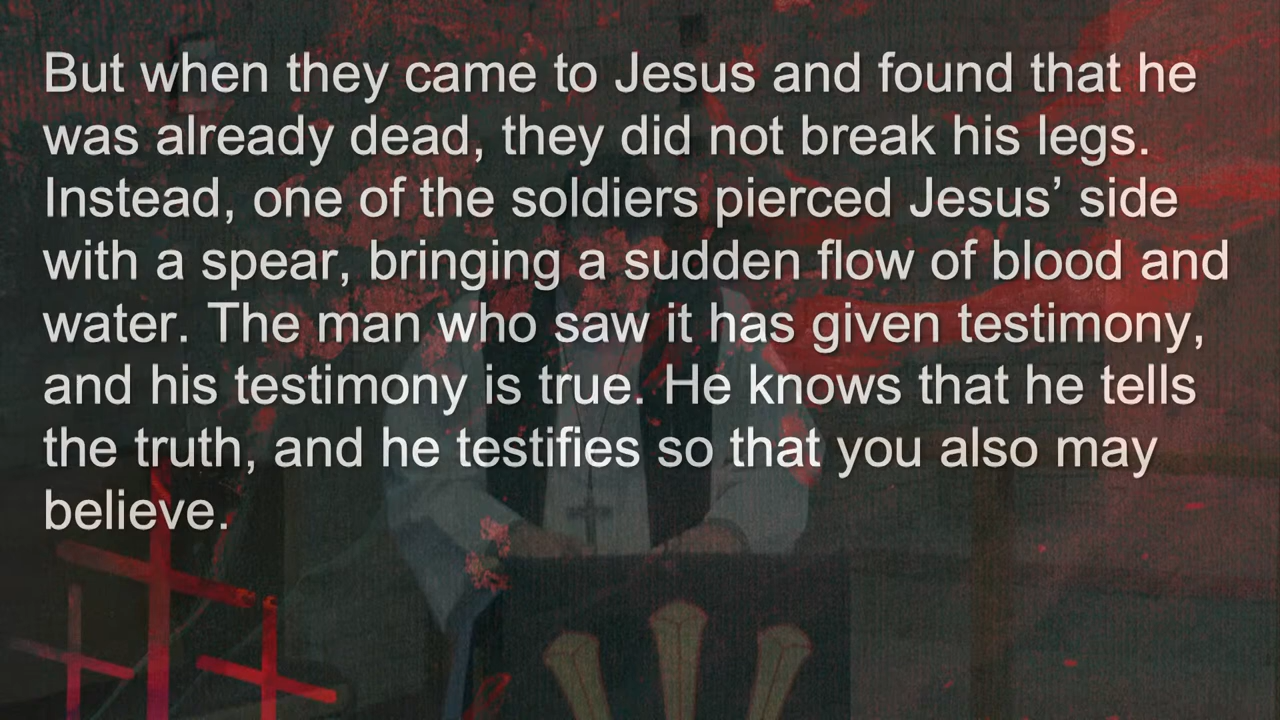 But when they came to Jesus and found that he
was already dead, they did not break his legs.
Instead, one of the soldiers pierced Jesus’ side
with a spear, bringing a sudden flow of blood and
water. The man who saw it has given testimony,
and his testimony is true. He knows that he tells
the truth, and he testifies so that you also may
believe.